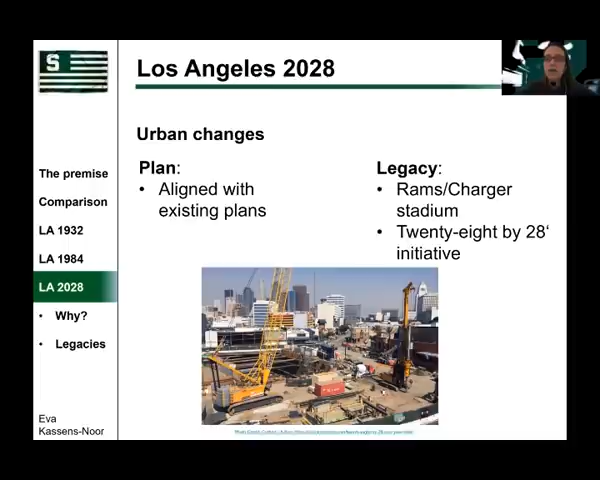 S
Los Angeles 2028
Urban changes
Plan:
• Aligned with
existing plans
Legacy:
• Rams/Charger
stadium
• Twenty-eight by 28‘
initiative
The premise
Comparison
LA 1932
LA 1984
LA 2028
• Why?
• Legacies
Eva
Kassens-Noor